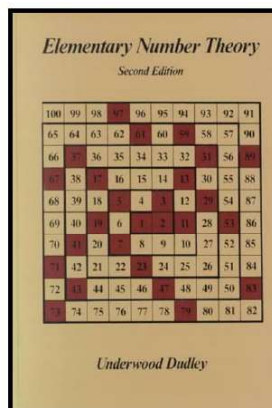 Elementary Number Theory
Second Edition
100 99 98 97 96 95 94 93 92 91
65 64 63 62 61 60 59 58 57 90
66 37 36 35 34 33 32 31 56 89
67 38 17 16 15 14 13 30 55 88
68 39 18 5 4 3 12 29 54 87
69 40 19 6 1 2 11 28 53 86
70 41 20 7 8 9 10 27 52 85
71 42 21 22 23 24 25 26 51 84
72 43 44 45 46 47 48 49 50 83
73 74 75 76 77 78 79 80 81 82
Underwood Dudley